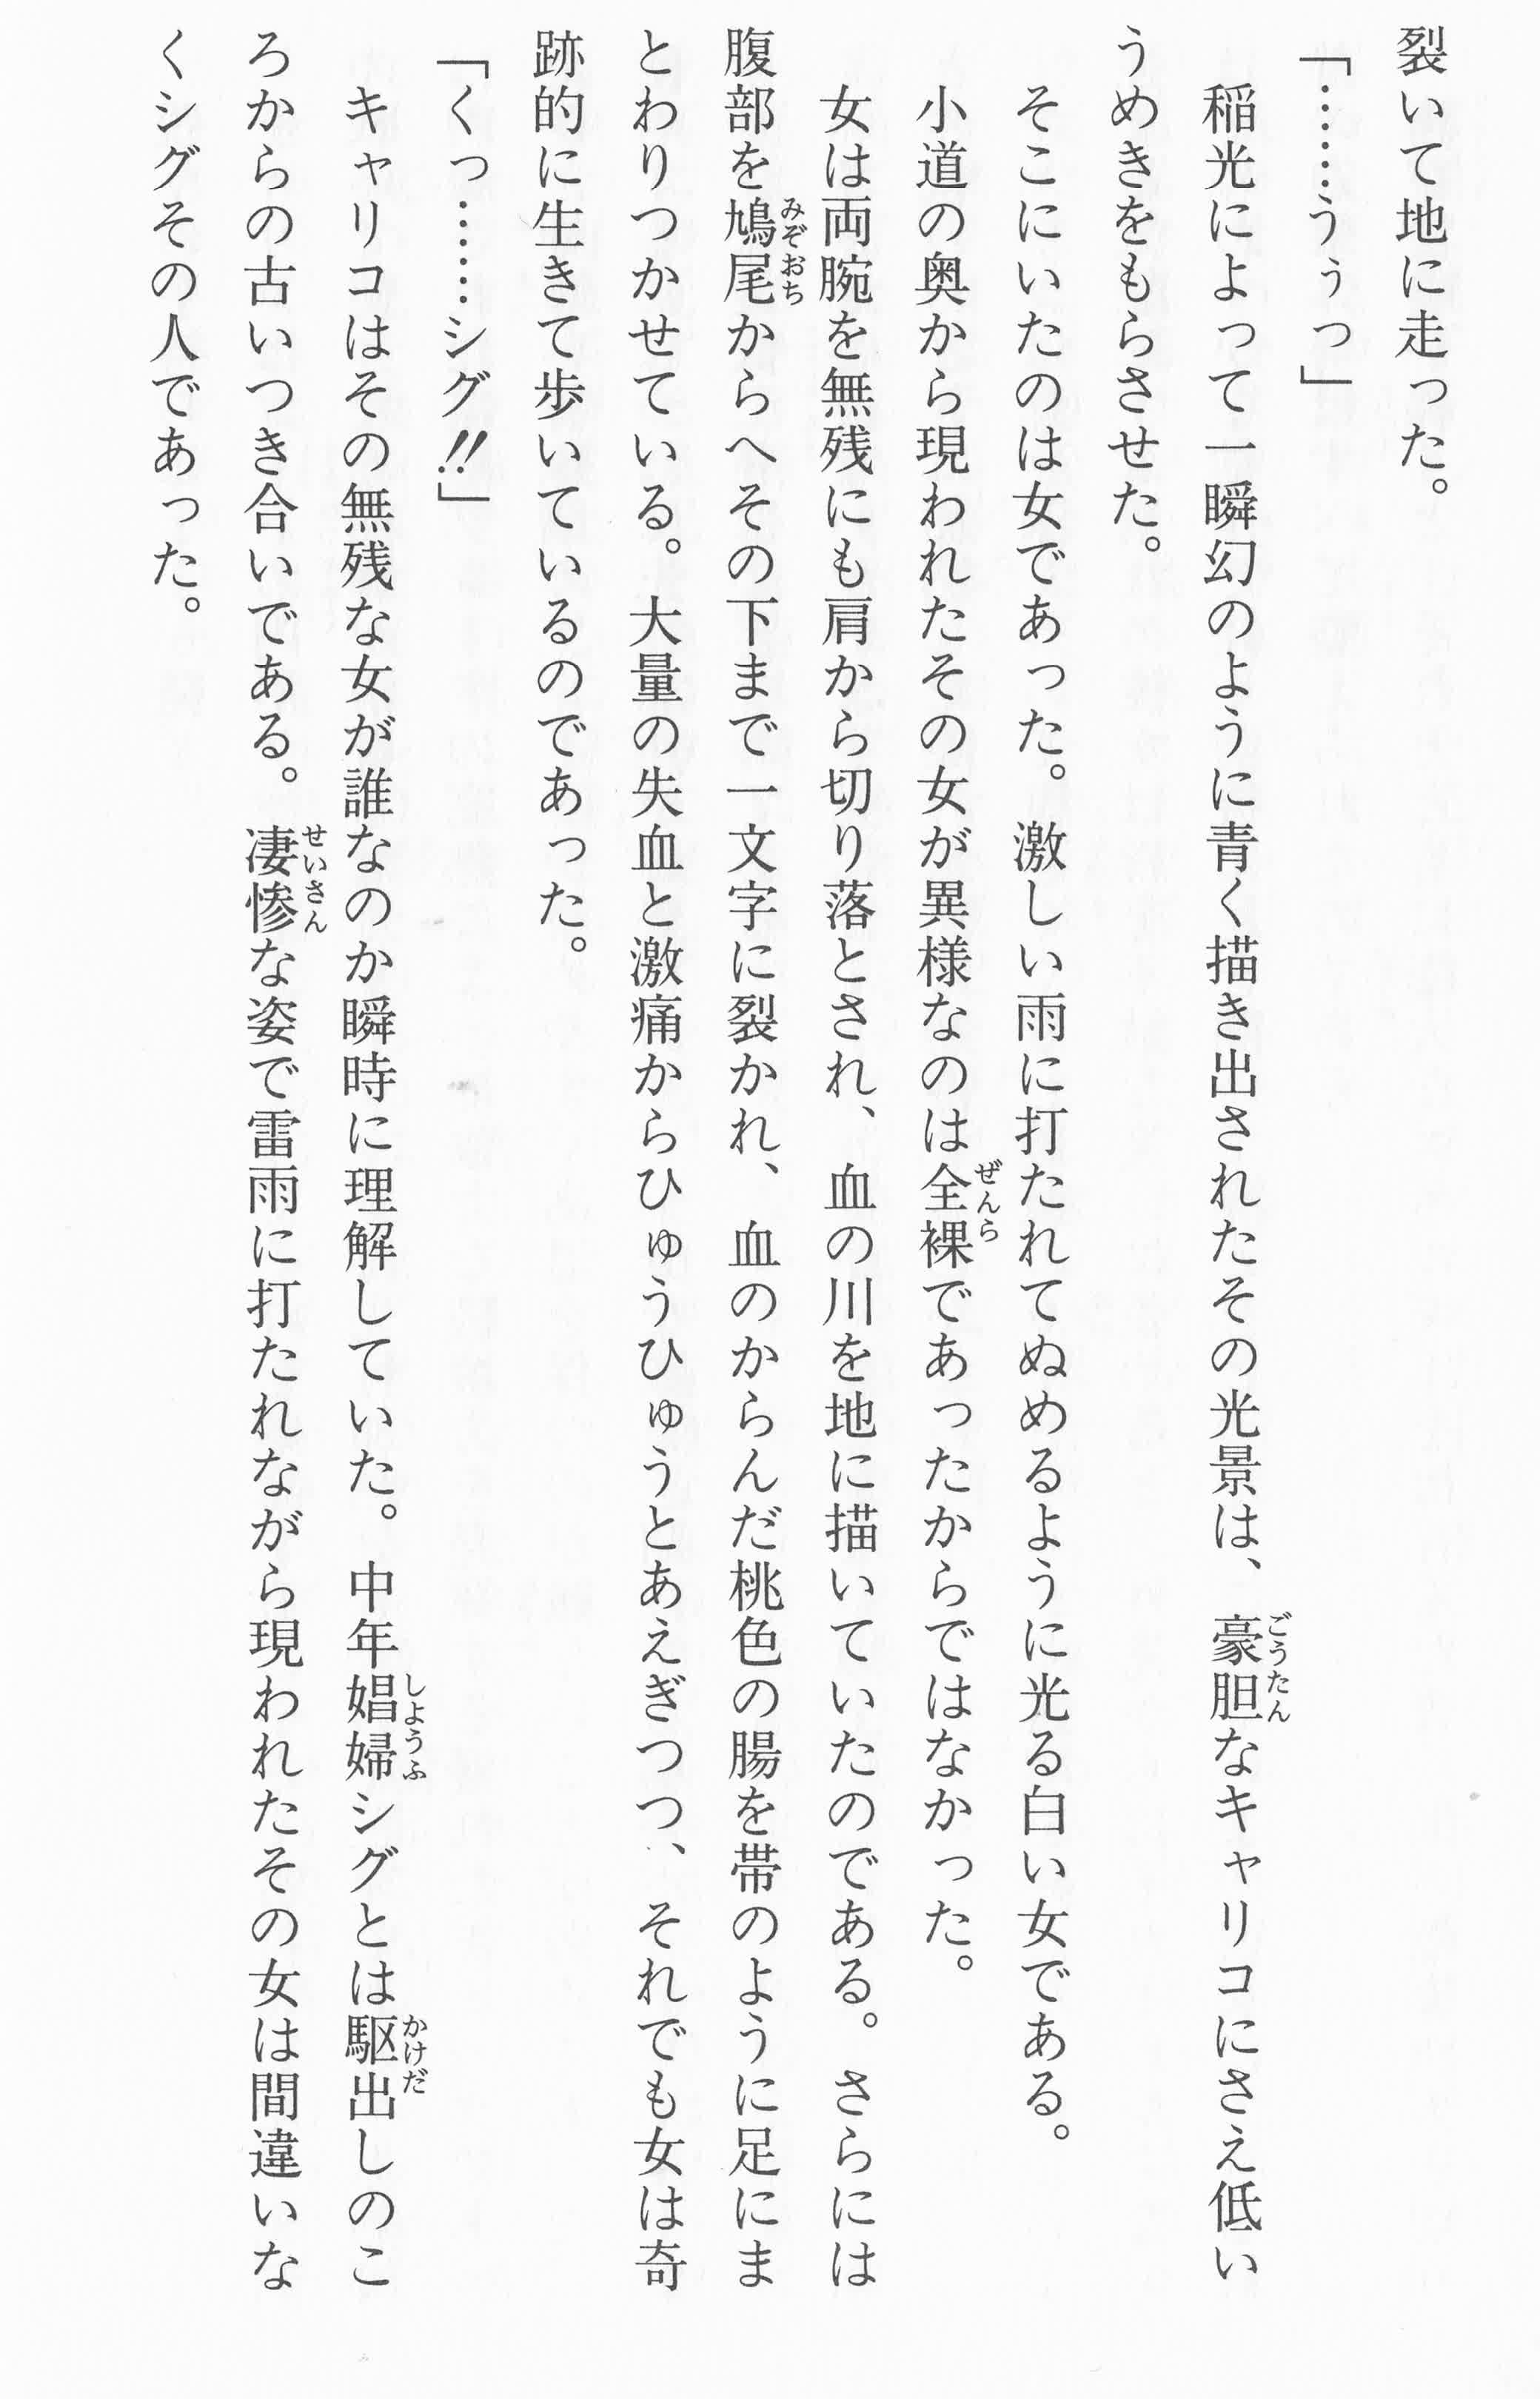 裂いて地に走った。
「……うぅっ」
稲光によって一瞬幻のように青く描き出されたその光景は、豪胆なキャリコにさえ低い
うめきをもらさせた。
そこにいたのは女であった。激しい雨に打たれてぬめるように光る白い女である。
小道の奥から現われたその女が異様なのは全裸であったからではなかった。
女は両腕を無残にも肩から切り落とされ、血の川を地に描いていたのである。さらには
腹部を鳩尾からへその下まで一文字に裂かれ、血のからんだ桃色の腸を帯のように足にま
とわりつかせている。大量の失血と激痛からひゅうひゅうとあえぎつつ、それでも女は奇
跡的に生きて歩いているのであった。
「くっ……シグ!!」
キャリコはその無残な女が誰なのか瞬時に理解していた。中年娼婦シグとは駆出しのこ
ろからの古いつき合いである。凄惨な姿で雷雨に打たれながら現われたその女は間違いな
くシグその人であった。